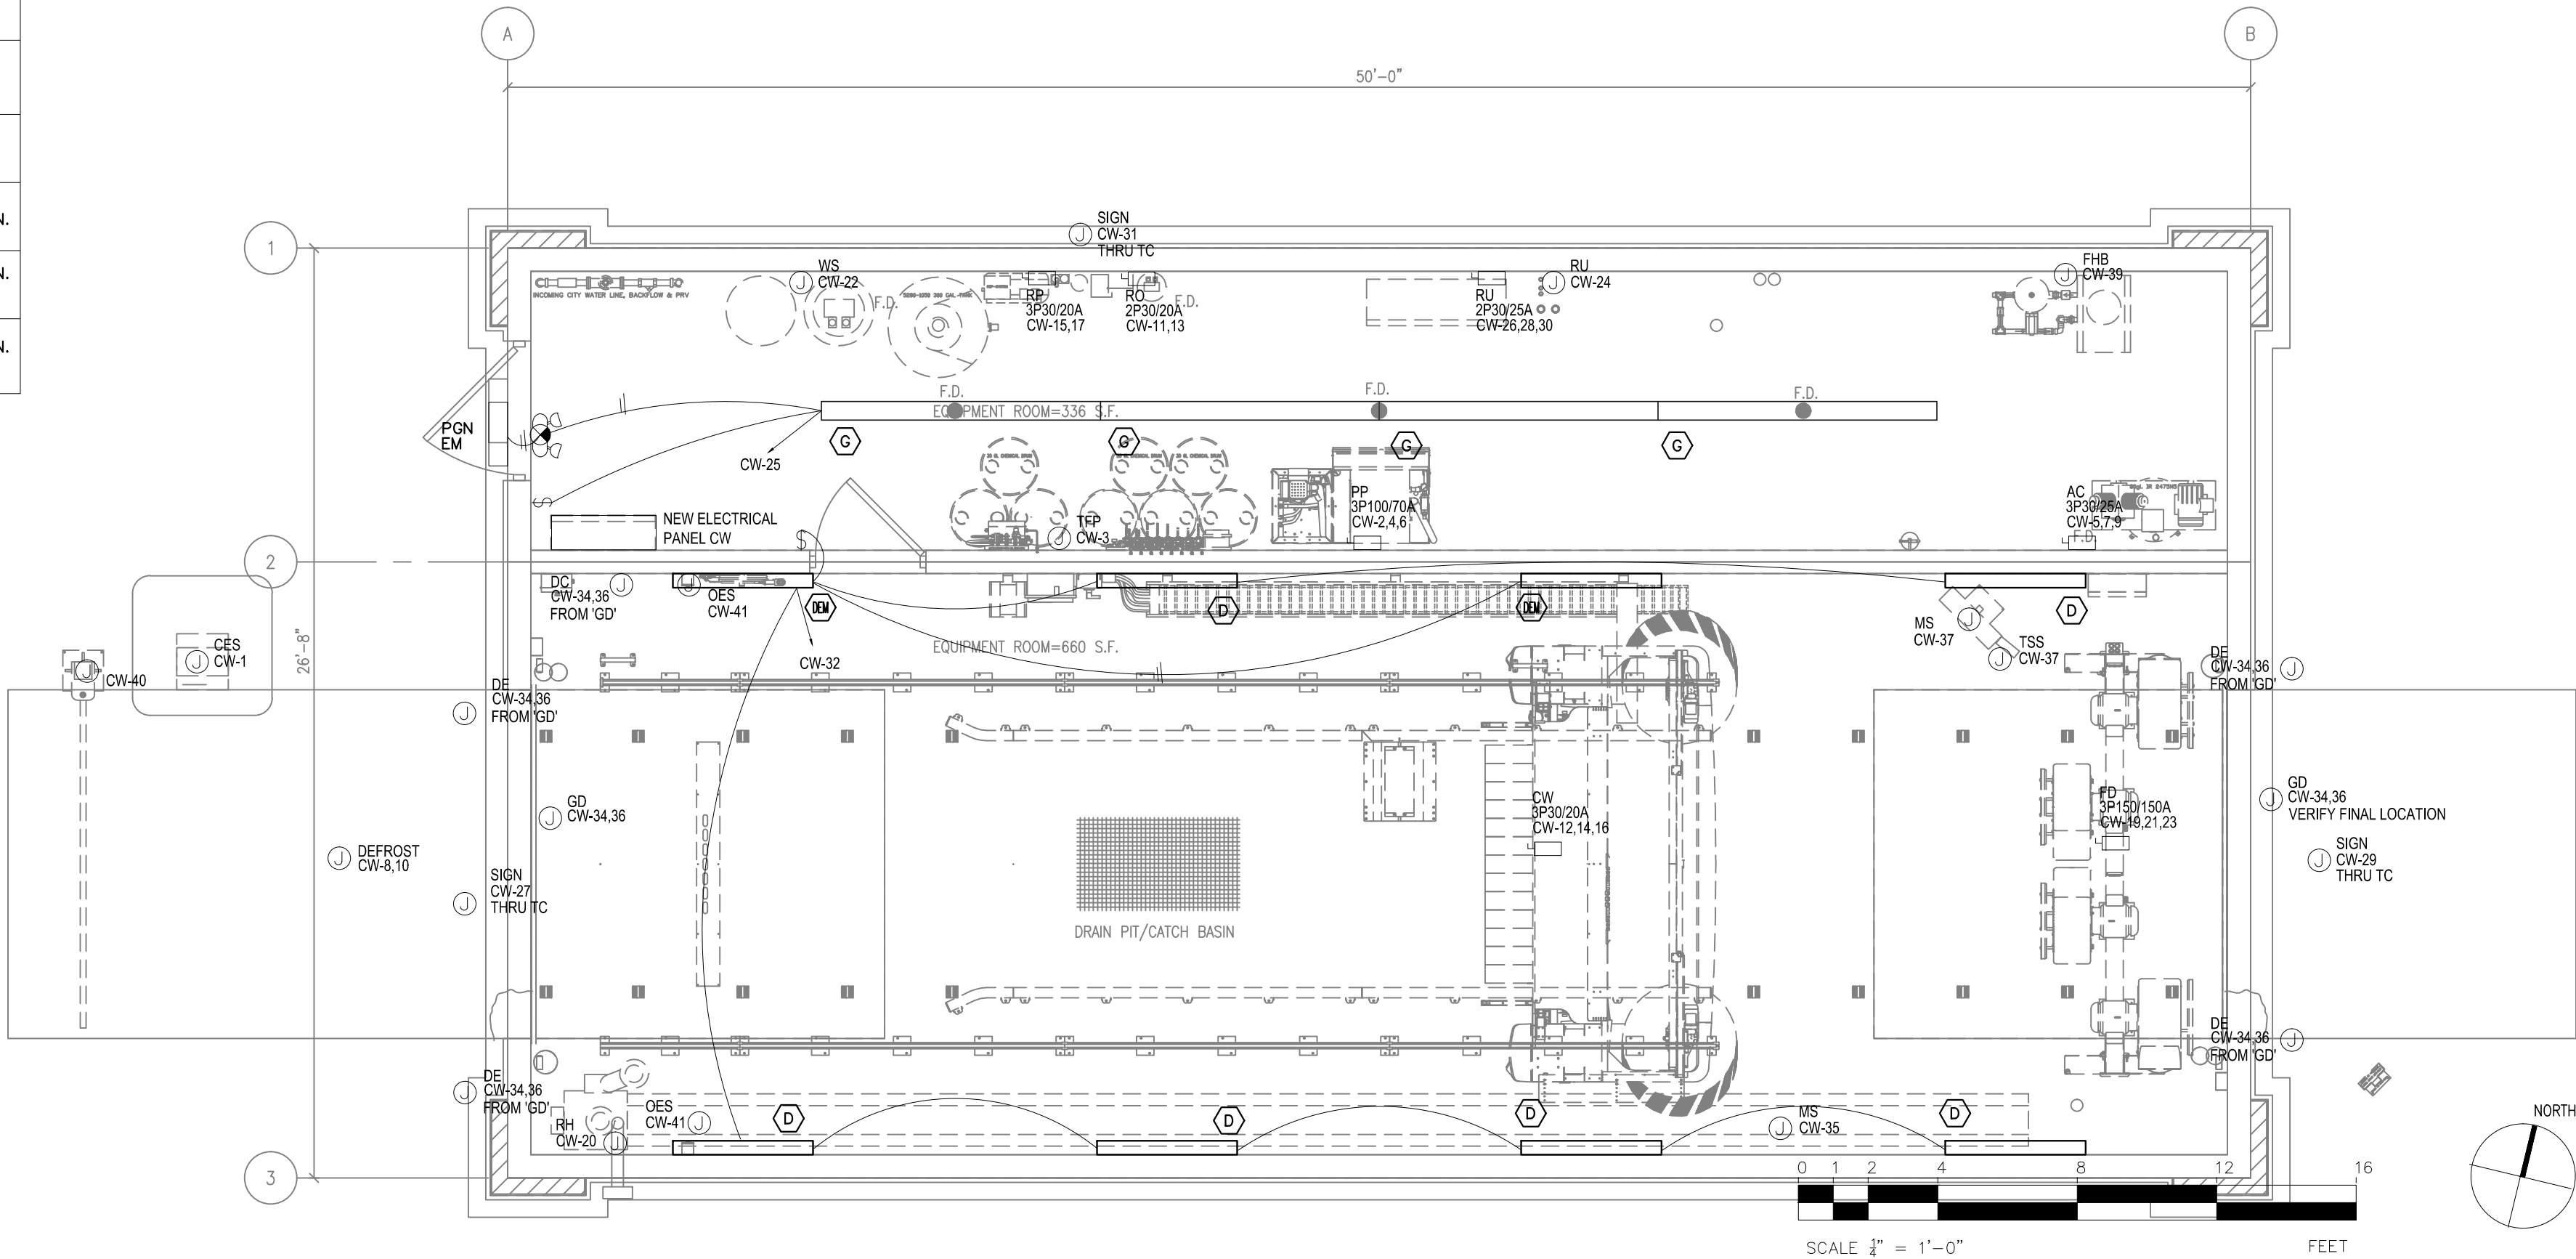 A
B
50'-0"
N.
N.
N.
1
2
3
26'-8"
SIGN
CW-31
THRU TC
J
WS
CW-22
J
INCOMING CITY WATER LINE, BACKFLOW & PRV
F.D.
RP
3P30/20A
CW-15,17
RO
2P30/20A
CW-11,13
F.D.
RU
2P30/25A
CW-26,28,30
RU
CW-24
J
FHB
CW-39
J
F.D.
F.D.
F.D.
EQUIPMENT ROOM=336 S.F.
PGN
EM
G
G
G
G
CW-25
$
NEW ELECTRICAL
PANEL CW
$
TFP
CW-3
J
PP
3P100/70A
CW-2,4,6
AC
3P30/25A
CW-5,7,9
F.D.
DC
CW-34,36
FROM 'GD'
J
OES
CW-41
J
DEM
D
DEM
D
CES
CW-1
J
CW-40
J
CW-32
EQUIPMENT ROOM=660 S.F.
MS
CW-37
J
TSS
CW-37
J
DE
CW-34,36
FROM 'GD'
J
DE
CW-34,36
FROM 'GD'
J
GD
CW-34,36
J
CW
3P30/20A
CW-12,14,16
FD
3P150/150A
CW-19,21,23
GD
CW-34,36
VERIFY FINAL LOCATION
J
DEFROST
CW-8,10
J
SIGN
CW-27
THRU TC
J
SIGN
CW-29
THRU TC
J
DRAIN PIT/CATCH BASIN
DE
CW-34,36
FROM 'GD'
J
DE
CW-34,36
FROM 'GD'
J
RH
CW-20
J
OES
CW-41
J
D
D
D
D
MS
CW-35
J
NORTH
0 1 2 4 8 12 16
SCALE ¼" = 1'-0"
FEET